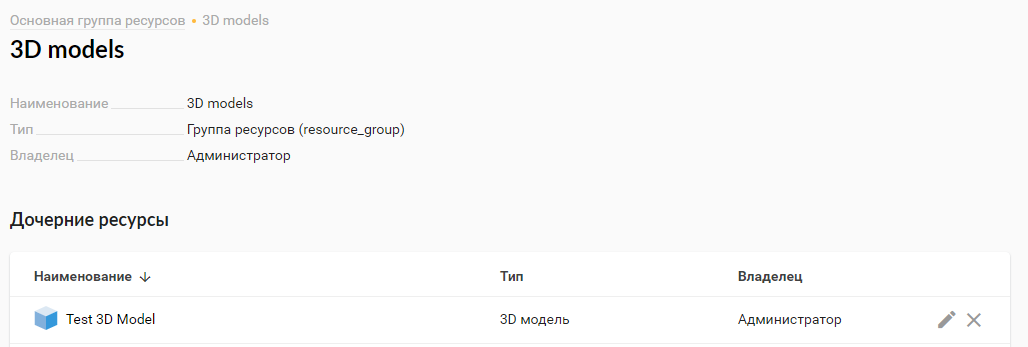 Основная группа ресурсов • 3D models
3D models
Наименование 3D models
Тип Группа ресурсов (resource_group)
Владелец Администратор
Дочерние ресурсы
Наименование Тип Владелец
Test 3D Model 3D модель Администратор